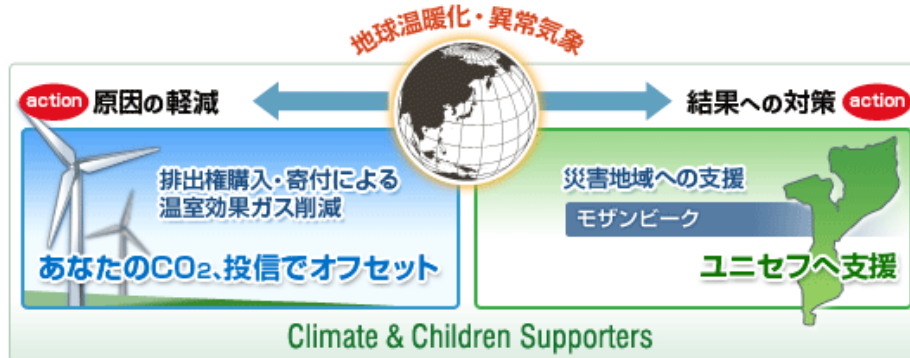 地球温暖化・異常気象
action 原因の軽減
結果への対策 action
排出権購入・寄付による
温室効果ガス削減
あなたのCO₂、投信でオフセット
災害地域への支援
モザンビーク
ユニセフへ支援
Climate & Children Supporters